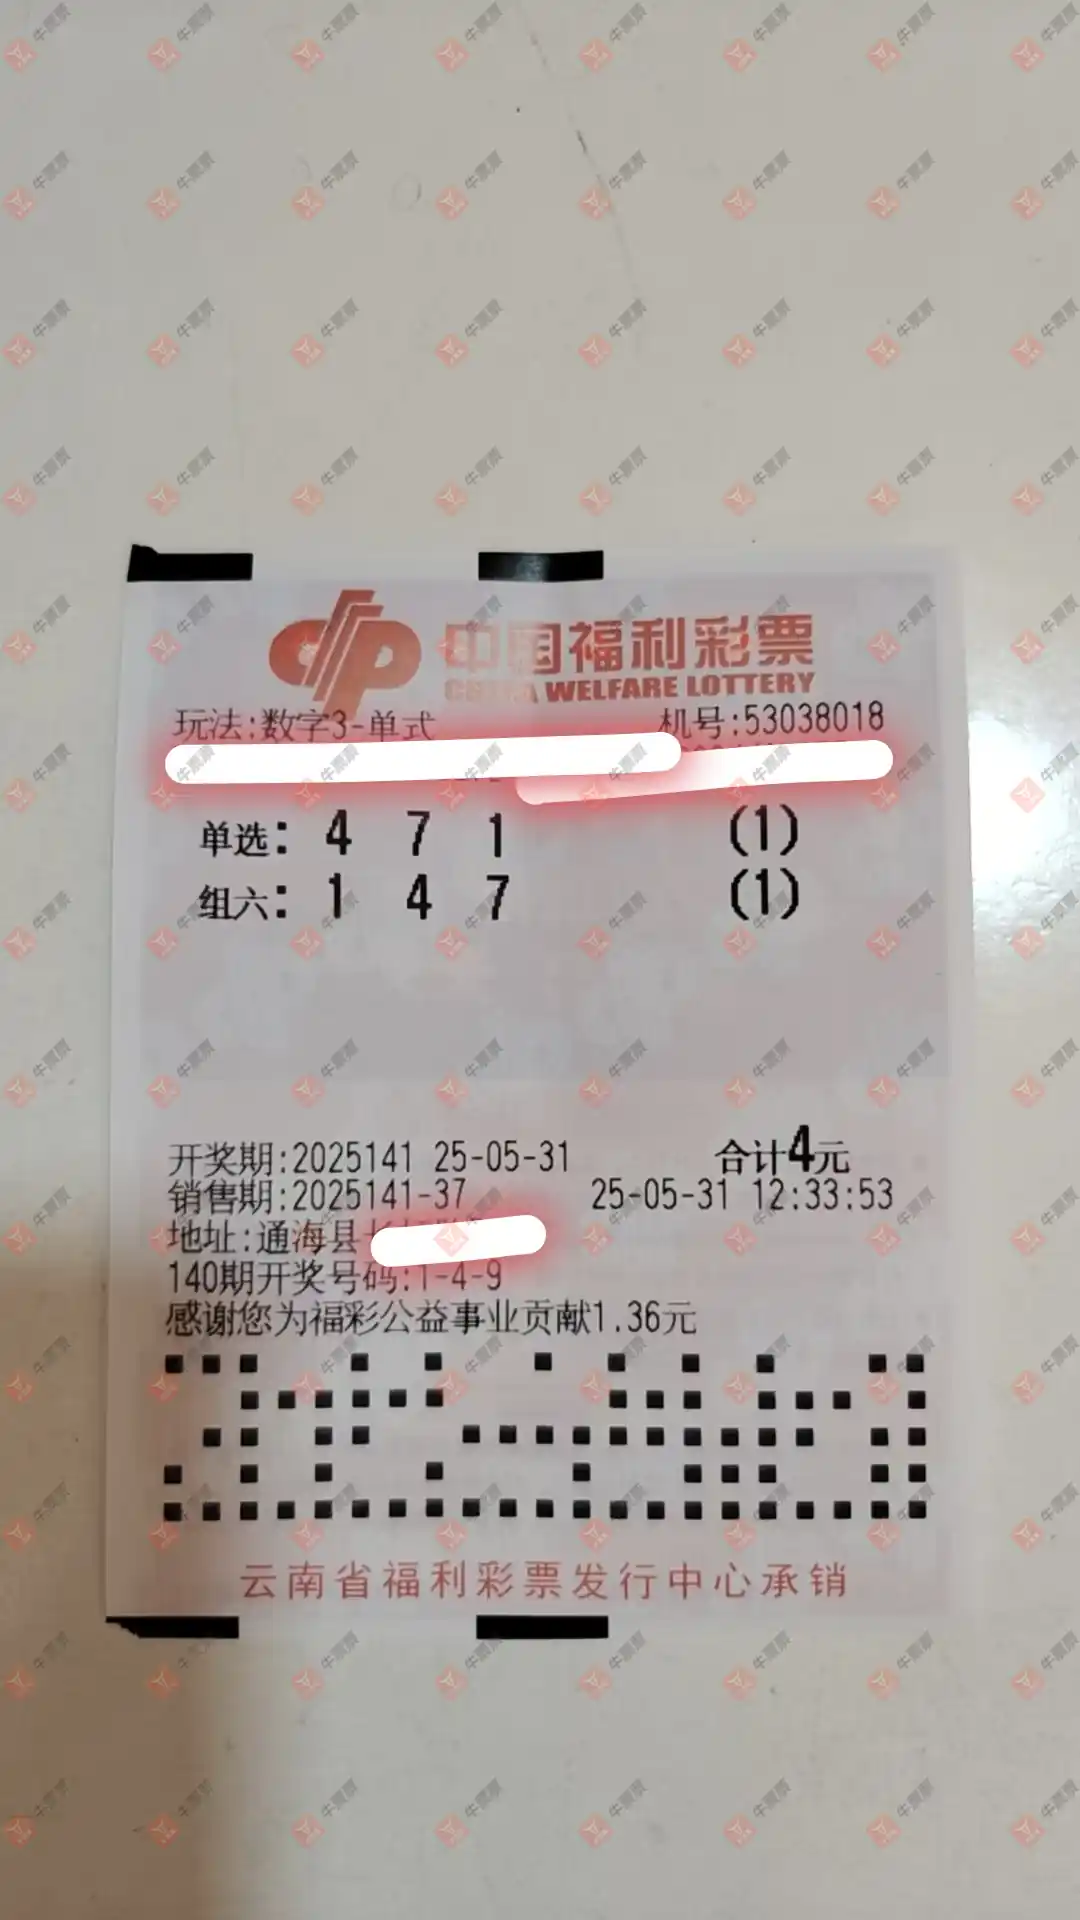 中国福利彩票
CHINA WELFARE LOTTERY
玩法:数字3-单式 机号:53038018
单选: 4 7 1 (1)
组六: 1 4 7 (1)
开奖期:2025141 25-05-31 合计4元
销售期:2025141-37 25-05-31 12:33:53
地址:通海县
140期开奖号码:1-4-9
感谢您为福彩公益事业贡献1.36元
云南省福利彩票发行中心承销
牛票票